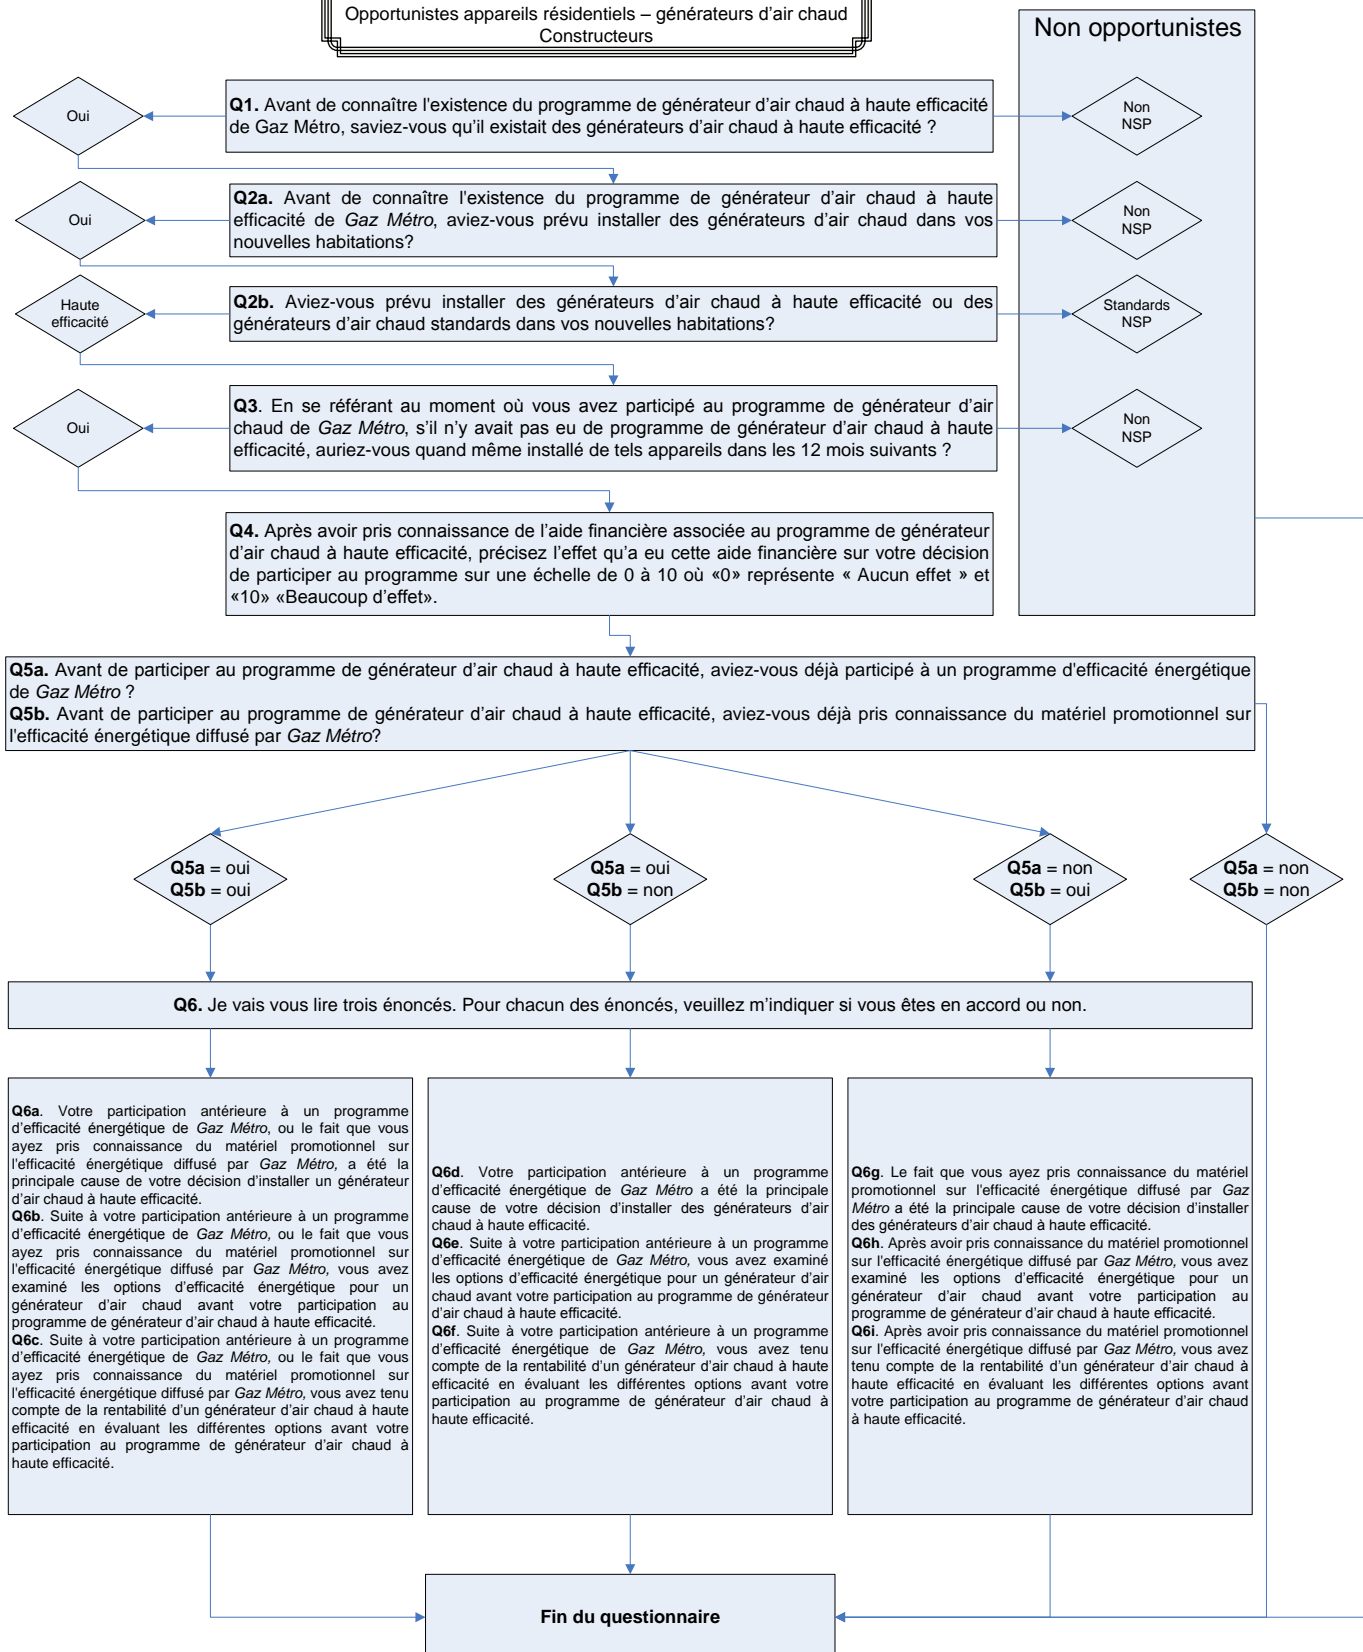 Opportunistes appareils résidentiels – générateurs d'air chaud
Constructeurs
Non opportunistes
Oui
Q1. Avant de connaître l'existence du programme de générateur d'air chaud à haute efficacité
de Gaz Métro, saviez-vous qu'il existait des générateurs d'air chaud à haute efficacité ?
Non
NSP
Oui
Q2a. Avant de connaître l'existence du programme de générateur d'air chaud à haute
efficacité de Gaz Métro, aviez-vous prévu installer des générateurs d'air chaud dans vos
nouvelles habitations?
Non
NSP
Haute
efficacité
Q2b. Aviez-vous prévu installer des générateurs d'air chaud à haute efficacité ou des
générateurs d'air chaud standards dans vos nouvelles habitations?
Standards
NSP
Oui
Q3. En se référant au moment où vous avez participé au programme de générateur d'air
chaud de Gaz Métro, s'il n'y avait pas eu de programme de générateur d'air chaud à haute
efficacité, auriez-vous quand même installé de tels appareils dans les 12 mois suivants ?
Non
NSP
Q4. Après avoir pris connaissance de l'aide financière associée au programme de générateur
d'air chaud à haute efficacité, précisez l'effet qu'a eu cette aide financière sur votre décision
de participer au programme sur une échelle de 0 à 10 où «0» représente « Aucun effet » et
«10» «Beaucoup d'effet».
Q5a. Avant de participer au programme de générateur d'air chaud à haute efficacité, aviez-vous déjà participé à un programme d'efficacité énergétique
de Gaz Métro ?
Q5b. Avant de participer au programme de générateur d'air chaud à haute efficacité, aviez-vous déjà pris connaissance du matériel promotionnel sur
l'efficacité énergétique diffusé par Gaz Métro?
Q5a = oui
Q5b = oui
Q5a = oui
Q5b = non
Q5a = non
Q5b = oui
Q5a = non
Q5b = non
Q6. Je vais vous lire trois énoncés. Pour chacun des énoncés, veuillez m'indiquer si vous êtes en accord ou non.
Q6a. Votre participation antérieure à un programme
d'efficacité énergétique de Gaz Métro, ou le fait que vous
ayez pris connaissance du matériel promotionnel sur
l'efficacité énergétique diffusé par Gaz Métro, a été la
principale cause de votre décision d'installer un générateur
d'air chaud à haute efficacité.
Q6b. Suite à votre participation antérieure à un programme
d'efficacité énergétique de Gaz Métro, ou le fait que vous
ayez pris connaissance du matériel promotionnel sur
l'efficacité énergétique diffusé par Gaz Métro, vous avez
examiné les options d'efficacité énergétique pour un
générateur d'air chaud avant votre participation au
programme de générateur d'air chaud à haute efficacité.
Q6c. Suite à votre participation antérieure à un programme
d'efficacité énergétique de Gaz Métro, ou le fait que vous
ayez pris connaissance du matériel promotionnel sur
l'efficacité énergétique diffusé par Gaz Métro, vous avez tenu
compte de la rentabilité d'un générateur d'air chaud à haute
efficacité en évaluant les différentes options avant votre
participation au programme de générateur d'air chaud à
haute efficacité.
Q6d. Votre participation antérieure à un programme
d'efficacité énergétique de Gaz Métro a été la principale
cause de votre décision d'installer des générateurs d'air
chaud à haute efficacité.
Q6e. Suite à votre participation antérieure à un programme
d'efficacité énergétique de Gaz Métro, vous avez examiné
les options d'efficacité énergétique pour un générateur d'air
chaud avant votre participation au programme de générateur
d'air chaud à haute efficacité.
Q6f. Suite à votre participation antérieure à un programme
d'efficacité énergétique de Gaz Métro, vous avez tenu
compte de la rentabilité d'un générateur d'air chaud à haute
efficacité en évaluant les différentes options avant votre
participation au programme de générateur d'air chaud à
haute efficacité.
Q6g. Le fait que vous ayez pris connaissance du matériel
promotionnel sur l'efficacité énergétique diffusé par Gaz
Métro a été la principale cause de votre décision d'installer
des générateurs d'air chaud à haute efficacité.
Q6h. Après avoir pris connaissance du matériel promotionnel
sur l'efficacité énergétique diffusé par Gaz Métro, vous avez
examiné les options d'efficacité énergétique pour un
générateur d'air chaud avant votre participation au
programme de générateur d'air chaud à haute efficacité.
Q6i. Après avoir pris connaissance du matériel promotionnel
sur l'efficacité énergétique diffusé par Gaz Métro, vous avez
tenu compte de la rentabilité d'un générateur d'air chaud à
haute efficacité en évaluant les différentes options avant
votre participation au programme de générateur d'air chaud
à haute efficacité.
Fin du questionnaire